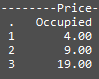 --------Price-
.   Occupied
1       4.00
2       9.00
3      19.00